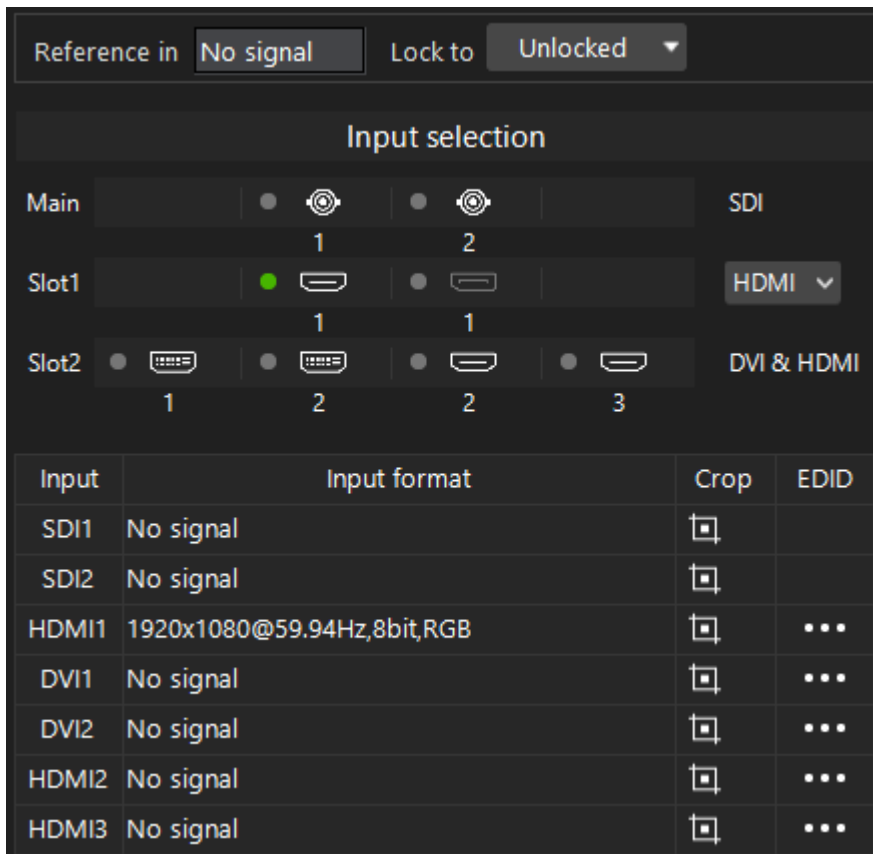 Reference in No signal Lock to Unlocked
Input selection
Main SDI
1 2
Slot1 HDMI
1 1
Slot2 DVI & HDMI
1 2 2 3
Input Input format Crop EDID
SDI1 No signal
SDI2 No signal
HDMI1 1920x1080@59.94Hz,8bit,RGB
DVI1 No signal
DVI2 No signal
HDMI2 No signal
HDMI3 No signal